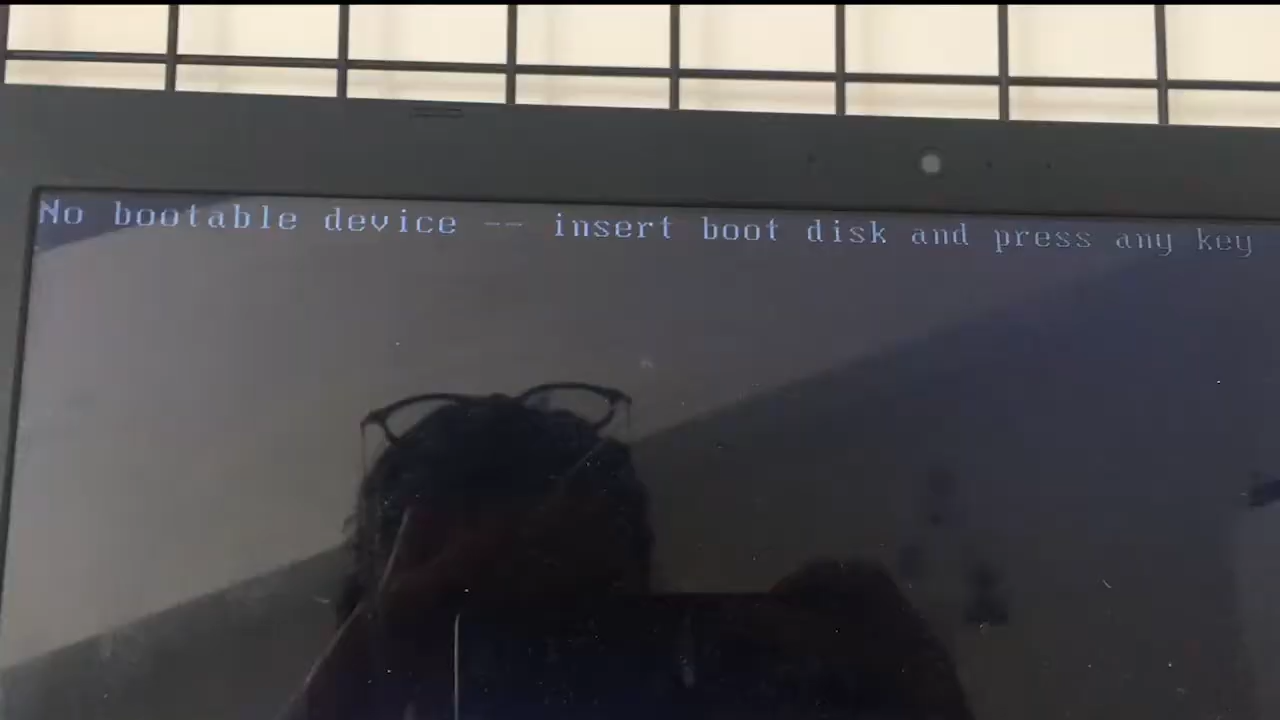 No bootable device -- insert boot disk and press any key